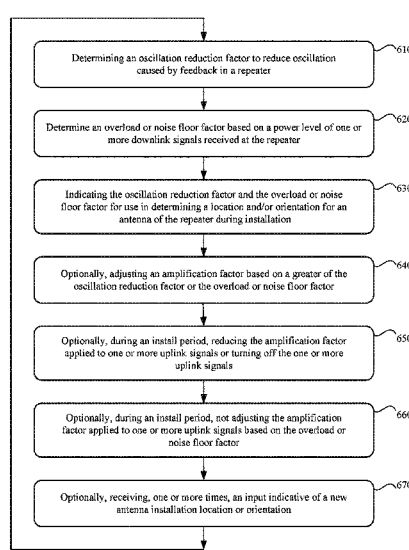 Determining an oscillation reduction factor to reduce oscillation
caused by feedback in a repeater
610
Determine an overload or noise floor factor based on a power level of one or
more downlink signals received at the repeater
620
Indicating the oscillation reduction factor and the overload or noise
floor factor for use in determining a location and/or orientation for an
antenna of the repeater during installation
630
Optionally, adjusting an amplification factor based on a greater of the
oscillation reduction factor or the overload or noise floor factor
640
Optionally, during an install period, reducing the amplification factor
applied to one or more uplink signals or turning off the one or more
uplink signals
650
Optionally, during an install period, not adjusting the amplification
factor applied to one or more uplink signals based on the overload or
noise floor factor
660
Optionally, receiving, one or more times, an input indicative of a new
antenna installation location or orientation
670